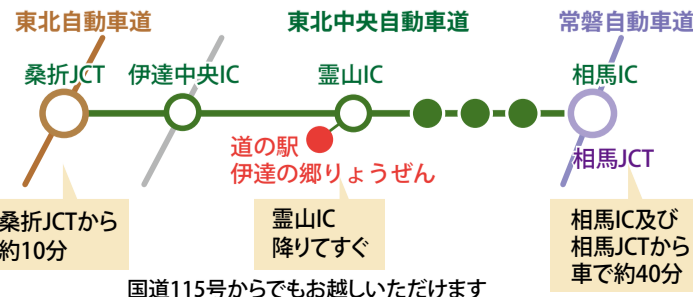 東北自動車道
東北中央自動車道
常磐自動車道
桑折JCT
伊達中央IC
霊山IC
相馬IC
道の駅
伊達の郷りょうぜん
相馬JCT
桑折JCTから
約10分
霊山IC
降りてすぐ
相馬IC及び
相馬JCTから
車で約40分
国道115号からでもお越しいただけます